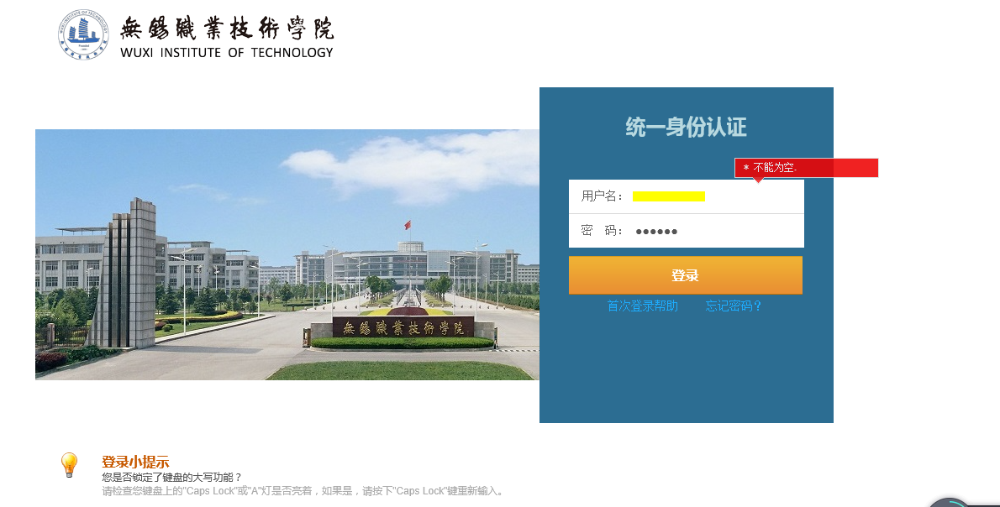 無錫職業技術學院
WUXI INSTITUTE OF TECHNOLOGY
统一身份认证
* 不能为空.
用户名：
密 码： ●●●●●●
登录
首次登录帮助 忘记密码？
無錫職業技術學院
登录小提示
您是否锁定了键盘的大写功能？
请检查您键盘上的"Caps Lock"或"A"灯是否亮着，如果是，请按下"Caps Lock"键重新输入。